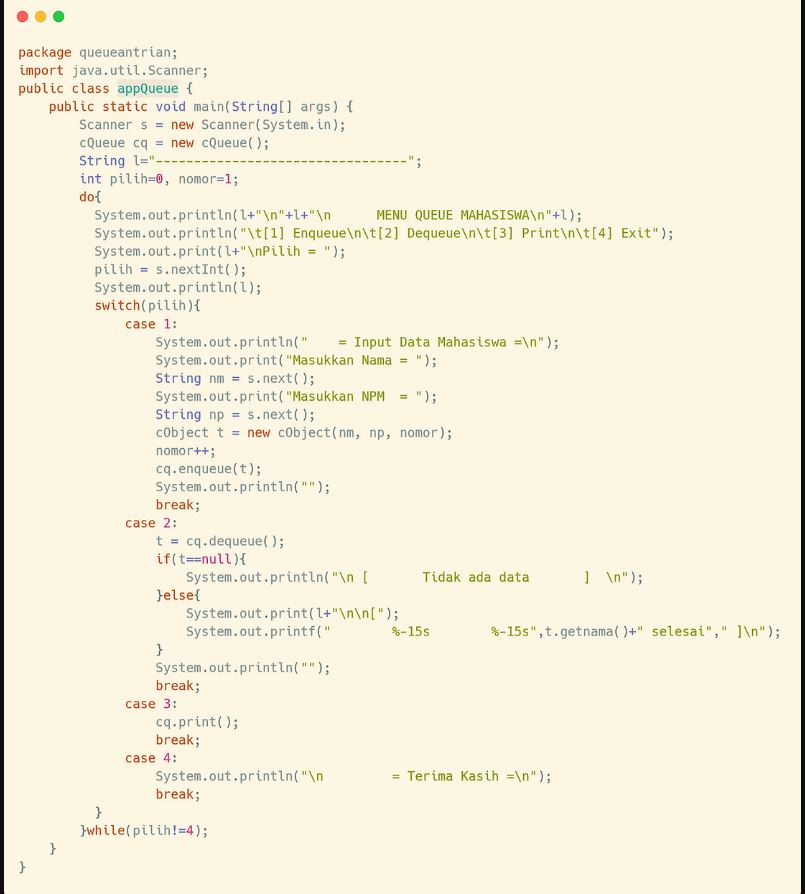 package queueantrian;
import java.util.Scanner;
public class appQueue {
    public static void main(String[] args) {
        Scanner s = new Scanner(System.in);
        cQueue cq = new cQueue();
        String l="---------------------------------";
        int pilih=0, nomor=1;
        do{
          System.out.println(l+"\n"+l+"\n      MENU QUEUE MAHASISWA\n"+l);
          System.out.println("\t[1] Enqueue\n\t[2] Dequeue\n\t[3] Print\n\t[4] Exit");
          System.out.print(l+"\nPilih = ");
          pilih = s.nextInt();
          System.out.println(l);
          switch(pilih){
              case 1:
                  System.out.println("    = Input Data Mahasiswa =\n");
                  System.out.print("Masukkan Nama = ");
                  String nm = s.next();
                  System.out.print("Masukkan NPM  = ");
                  String np = s.next();
                  cObject t = new cObject(nm, np, nomor);
                  nomor++;
                  cq.enqueue(t);
                  System.out.println("");
                  break;
              case 2:
                  t = cq.dequeue();
                  if(t==null){
                      System.out.println("\n [       Tidak ada data       ]  \n");
                  }else{
                      System.out.print(l+"\n\n[");
                      System.out.printf("        %-15s        %-15s",t.getnama()+" selesai"," ]\n");
                  }
                  System.out.println("");
                  break;
              case 3:
                  cq.print();
                  break;
              case 4:
                  System.out.println("\n         = Terima Kasih =\n");
                  break;
          }
        }while(pilih!=4);
    }
}